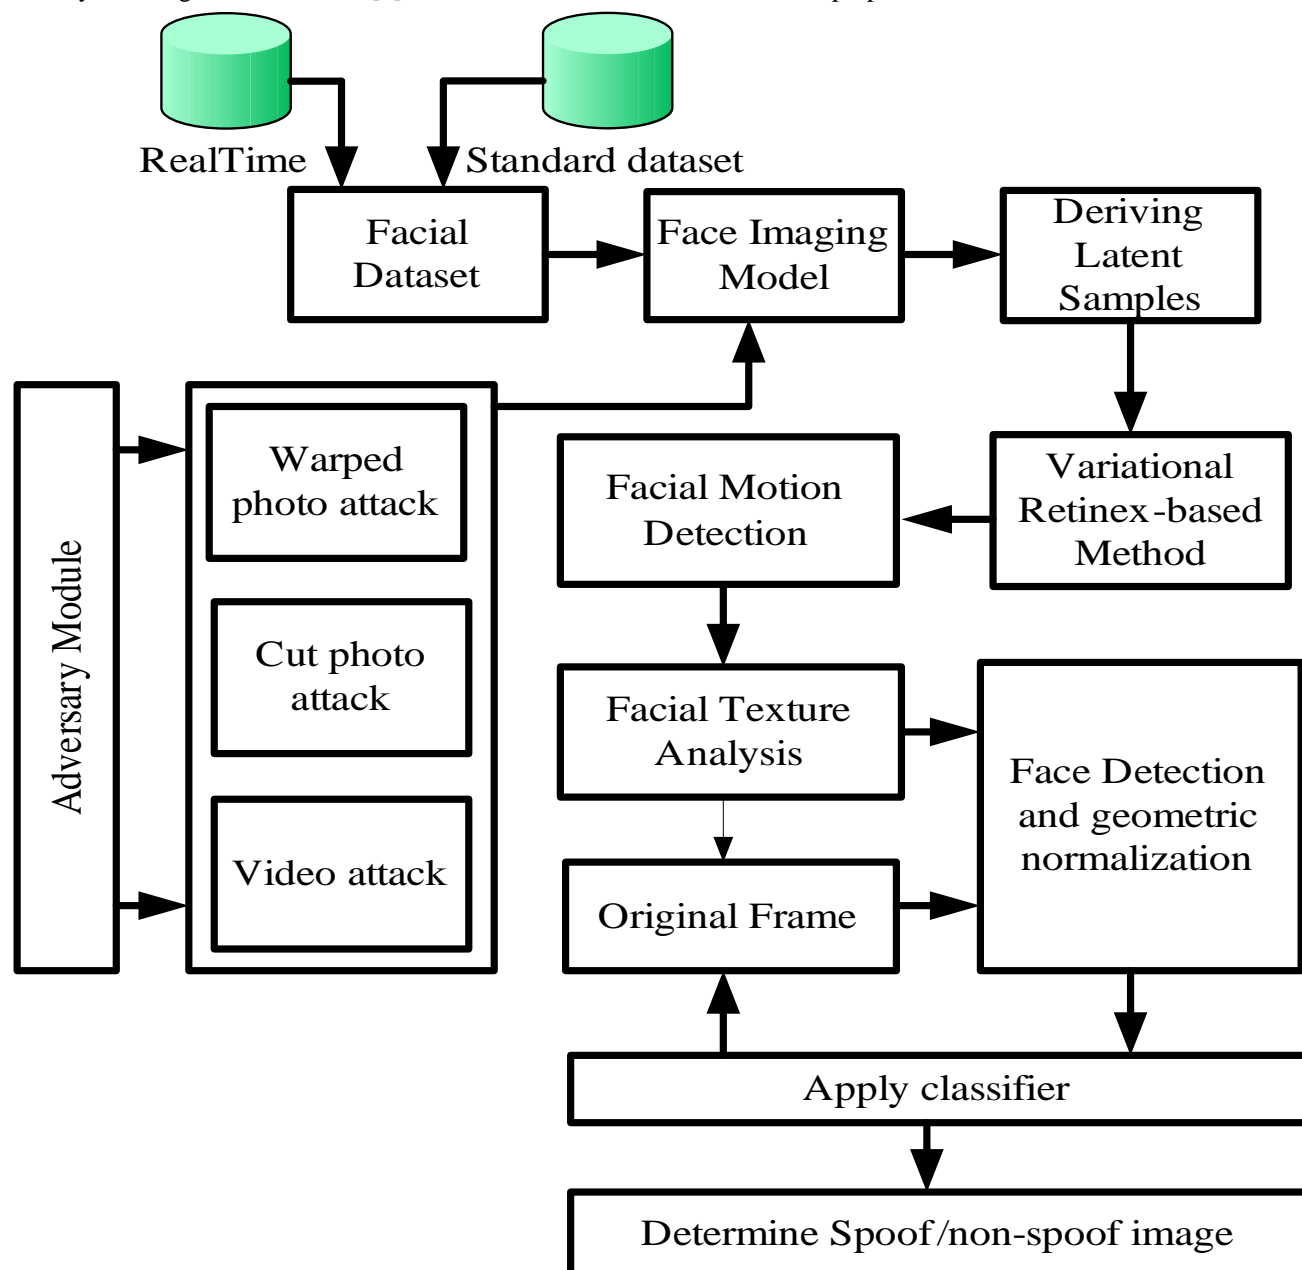 RealTime
Standard dataset
Facial
Dataset
Face Imaging
Model
Deriving
Latent
Samples
Adversary Module
Warped
photo attack
Cut photo
attack
Video attack
Facial Motion
Detection
Variational
Retinex-based
Method
Facial Texture
Analysis
Original Frame
Face Detection
and geometric
normalization
Apply classifier
Determine Spoof/non-spoof image